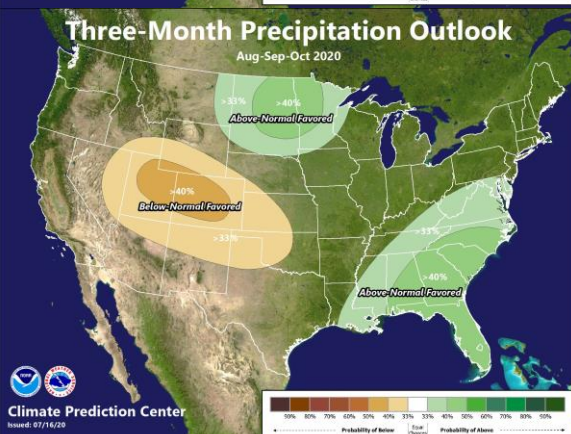 Three-Month Precipitation Outlook
Aug-Sep-Oct 2020
>33%
>40%
Above-Normal Favored
>40%
Below-Normal Favored
>33%
>33%
>40%
Above-Normal Favored
Climate Prediction Center
Issued: 07/16/20
90% 80% 70% 60% 50% 40% 33% 33% 40% 50% 60% 70% 80% 90%
Probability of Below Equal Chances Probability of Above